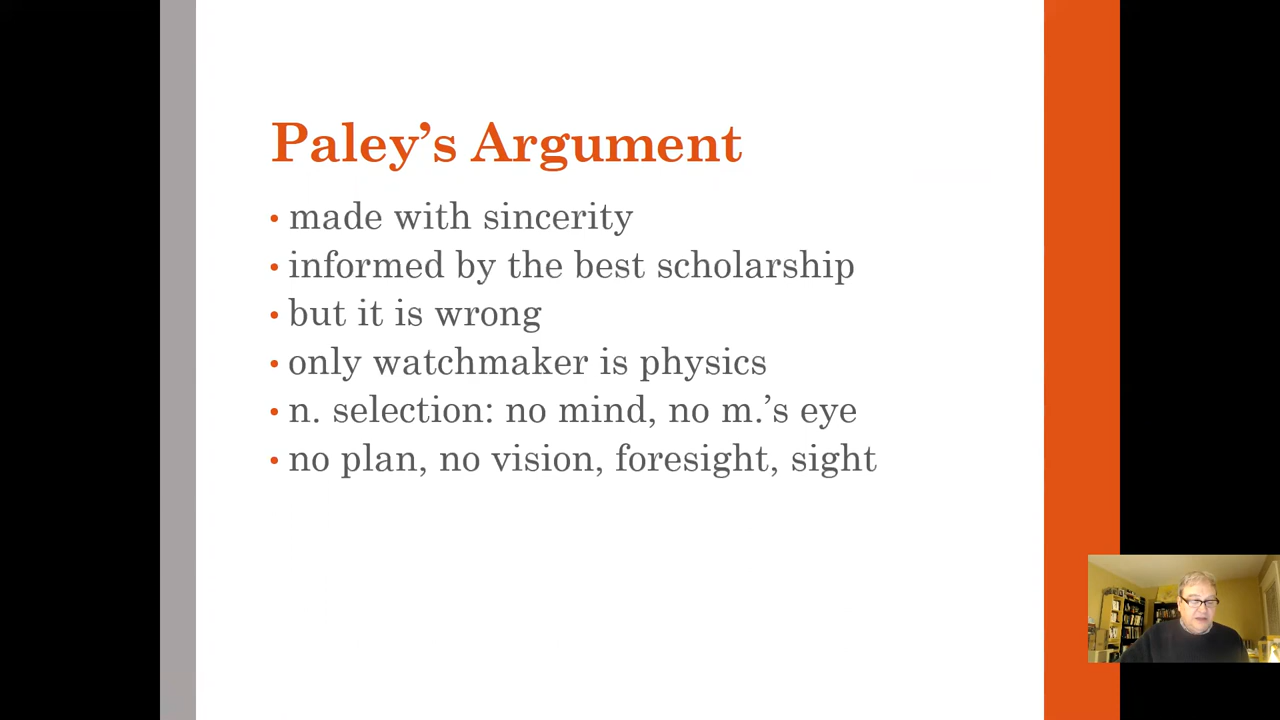 Paley’s Argument
• made with sincerity
• informed by the best scholarship
• but it is wrong
• only watchmaker is physics
• n. selection: no mind, no m.’s eye
• no plan, no vision, foresight, sight